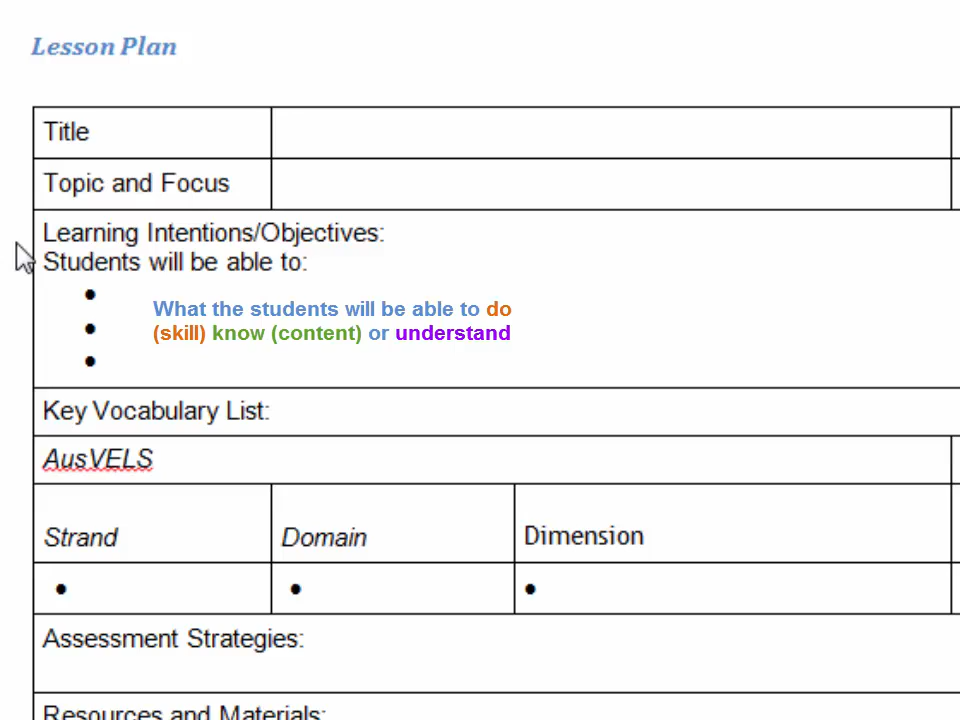 Lesson Plan
Title
Topic and Focus
Learning Intentions/Objectives:
Students will be able to:
What the students will be able to do
(skill) know (content) or understand
Key Vocabulary List:
AusVELS
Strand Domain Dimension
Assessment Strategies:
Resources and Materials: